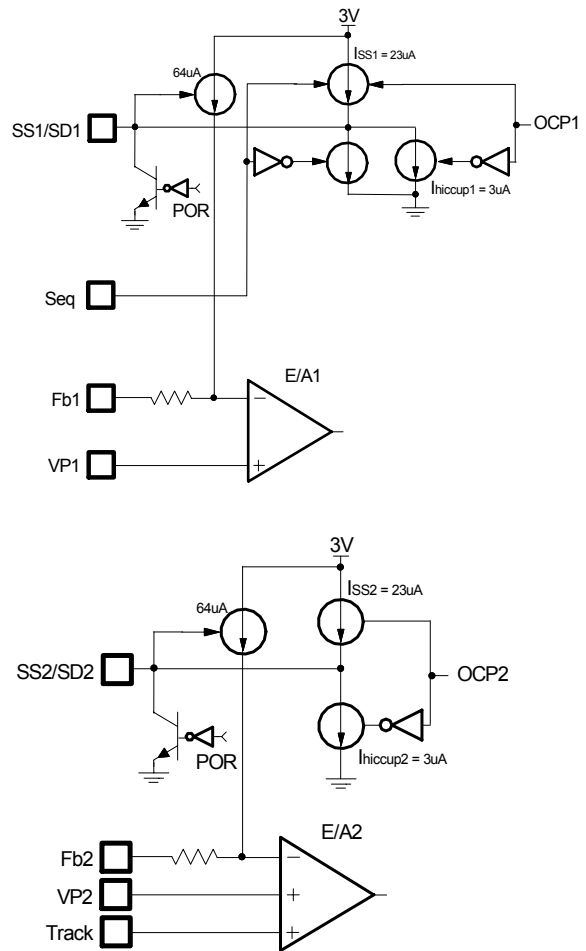 3V
ISS1 = 23uA
64uA
SS1/SD1
OCP1
Ihiccup1 = 3uA
POR
Seq
E/A1
Fb1
−
VP1
+
3V
ISS2 = 23uA
64uA
SS2/SD2
OCP2
POR
Ihiccup2 = 3uA
E/A2
Fb2
−
VP2
+
Track
+